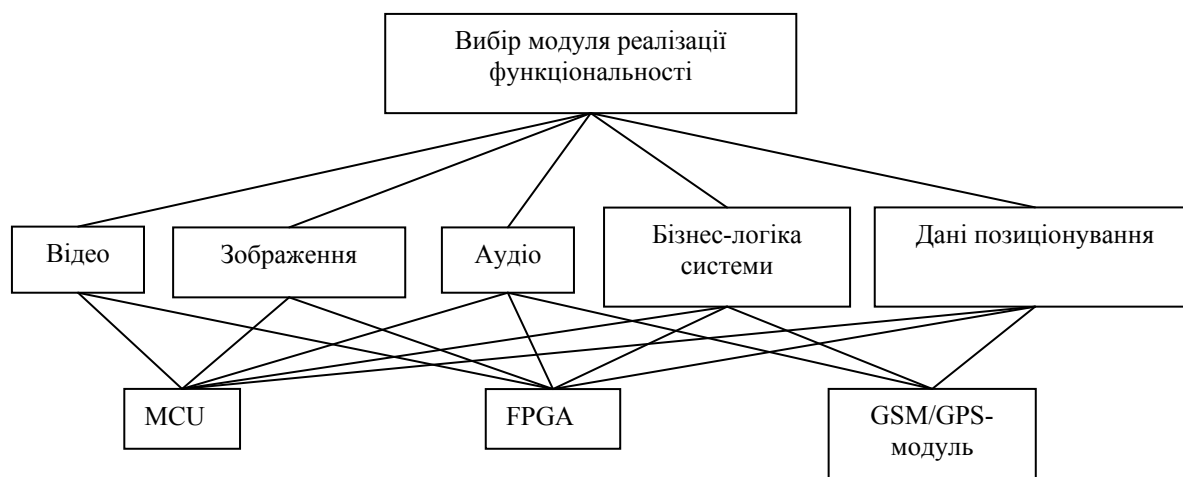 Вибір модуля реалізації
функціональності
Відео
Зображення
Аудіо
Бізнес-логіка
системи
Дані позиціонування
MCU
FPGA
GSM/GPS-
модуль